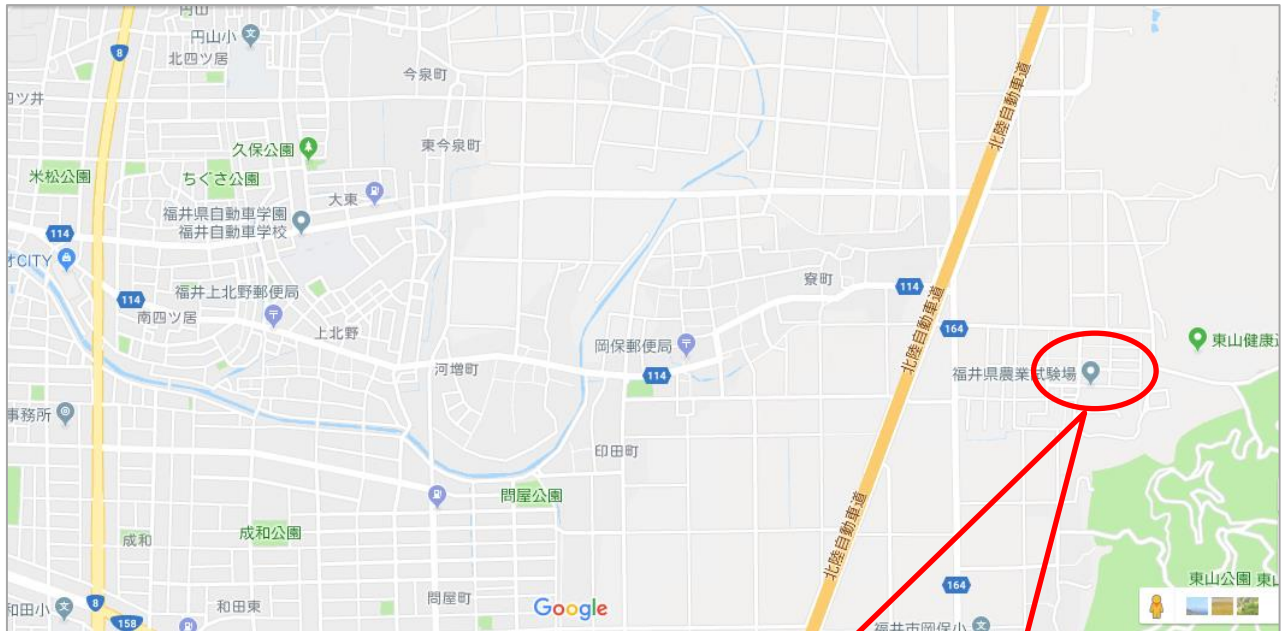 円山
8
円山小
文
北四ツ居
今泉町
北陸自動車道
久保公園
東今泉町
米松公園
ちぐさ公園
大東
福井県自動車学園
福井自動車学校
114
CITY
114
福井上北野郵便局
南四ツ居
上北野
寮町
114
北陸自動車道
164
岡保郵便局
河増町
114
東山健康
福井県農業試験場
事務所
印田町
問屋公園
成和公園
成和
北陸自動車道
164
東山公園
和田小
文
8
158
和田東
問屋町
Google
福井市岡保小
文